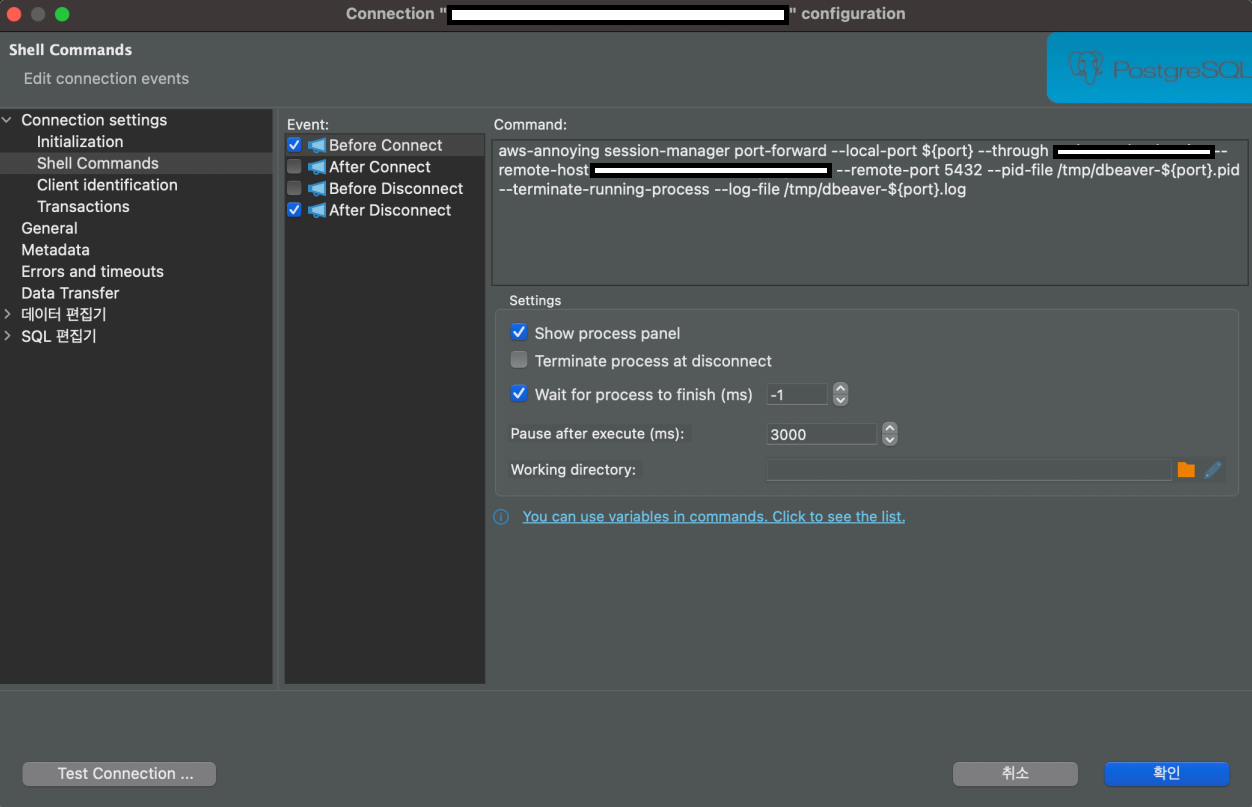 Connection "" configuration
Shell Commands
Edit connection events
PostgreSQL
Connection settings
Initialization
Shell Commands
Client identification
Transactions
General
Metadata
Errors and timeouts
Data Transfer
데이터 편집기
SQL 편집기
Event:
Before Connect
After Connect
Before Disconnect
After Disconnect
Command:
aws-annoying session-manager port-forward --local-port ${port} --through --
remote-host --remote-port 5432 --pid-file /tmp/dbeaver-${port}.pid
--terminate-running-process --log-file /tmp/dbeaver-${port}.log
Settings
Show process panel
Terminate process at disconnect
Wait for process to finish (ms) -1
Pause after execute (ms): 3000
Working directory:
You can use variables in commands. Click to see the list.
Test Connection ...
취소
확인